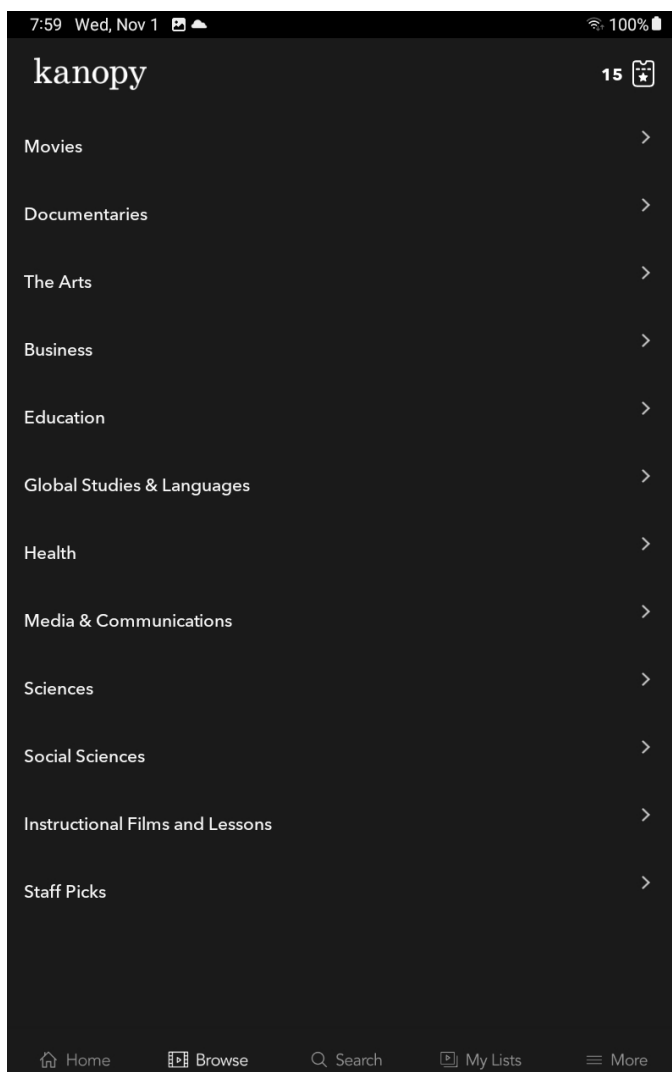 7:59 Wed, Nov 1 100%
kanopy 15
Movies
Documentaries
The Arts
Business
Education
Global Studies & Languages
Health
Media & Communications
Sciences
Social Sciences
Instructional Films and Lessons
Staff Picks
Home Browse Search My Lists More